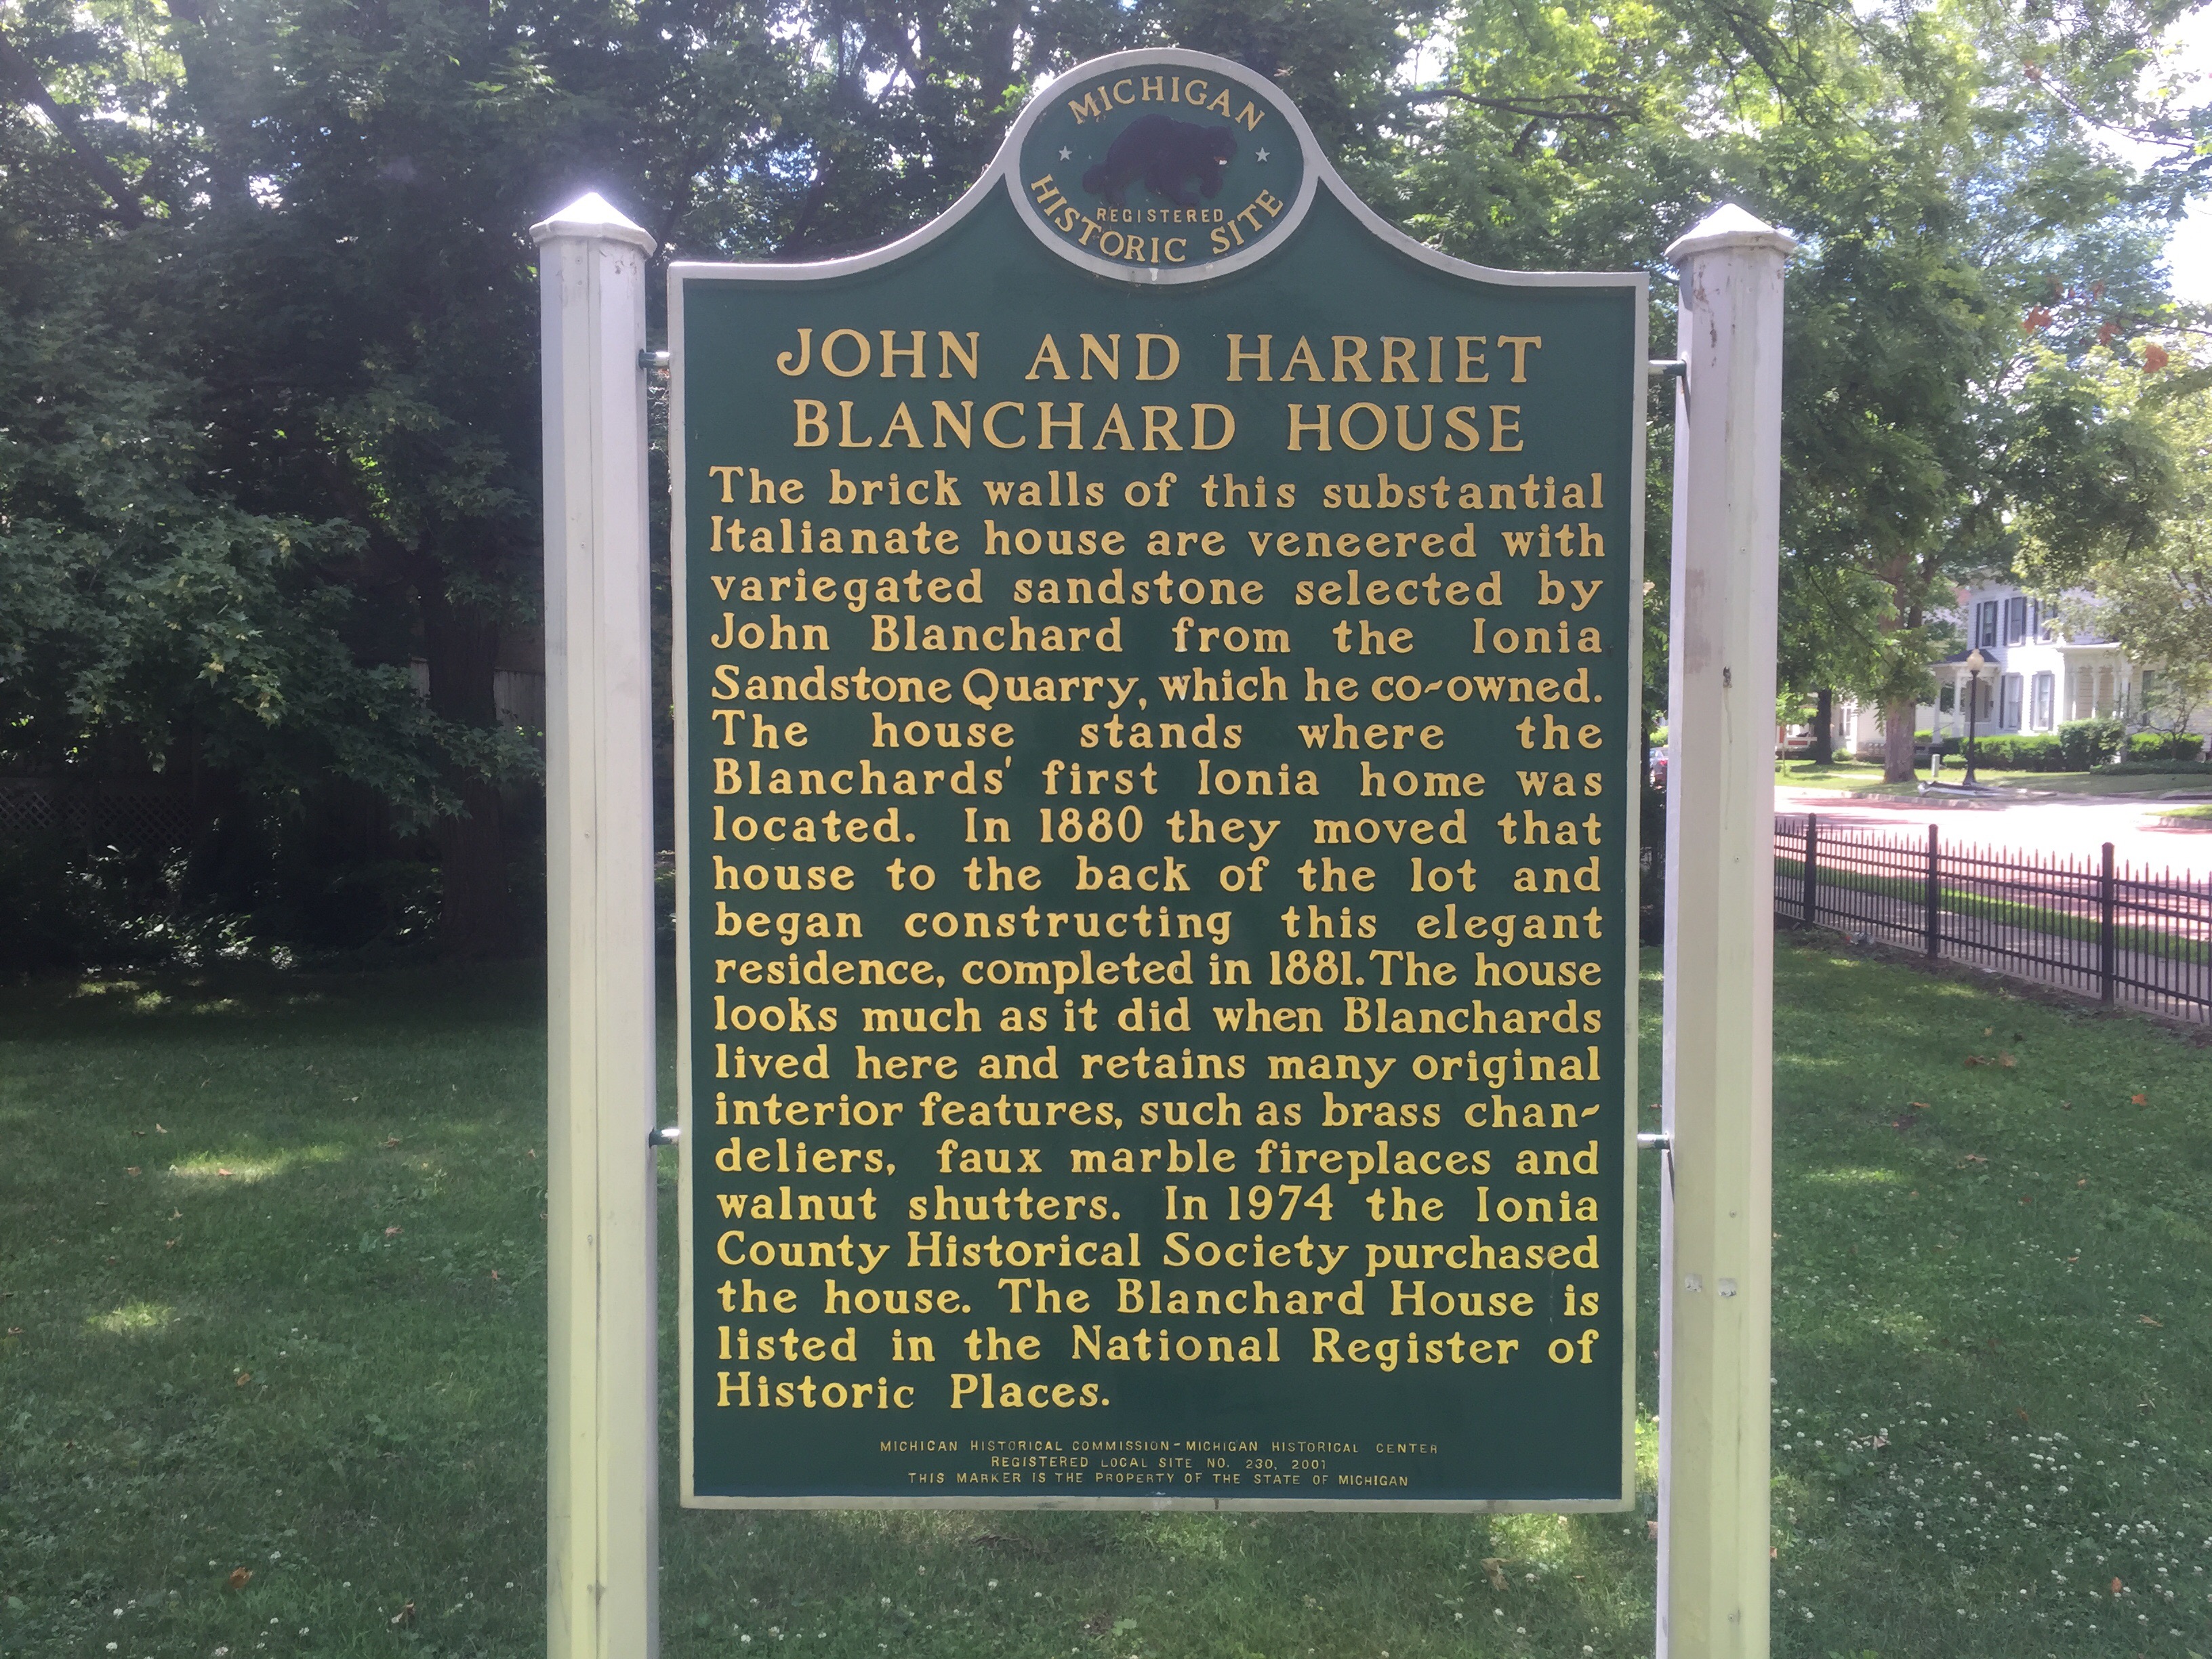 MICHIGAN
REGISTERED
HISTORIC SITE
JOHN AND HARRIET
BLANCHARD HOUSE
The brick walls of this substantial
Italianate house are veneered with
variegated sandstone selected by
John Blanchard from the Ionia
Sandstone Quarry, which he co-owned.
The house stands where the
Blanchards' first Ionia home was
located. In 1880 they moved that
house to the back of the lot and
began constructing this elegant
residence, completed in 1881. The house
looks much as it did when Blanchards
lived here and retains many original
interior features, such as brass chan-
deliers, faux marble fireplaces and
walnut shutters. In 1974 the Ionia
County Historical Society purchased
the house. The Blanchard House is
listed in the National Register of
Historic Places.
MICHIGAN HISTORICAL COMMISSION-MICHIGAN HISTORICAL CENTER
REGISTERED LOCAL SITE NO. 230, 2001
THIS MARKER IS THE PROPERTY OF THE STATE OF MICHIGAN